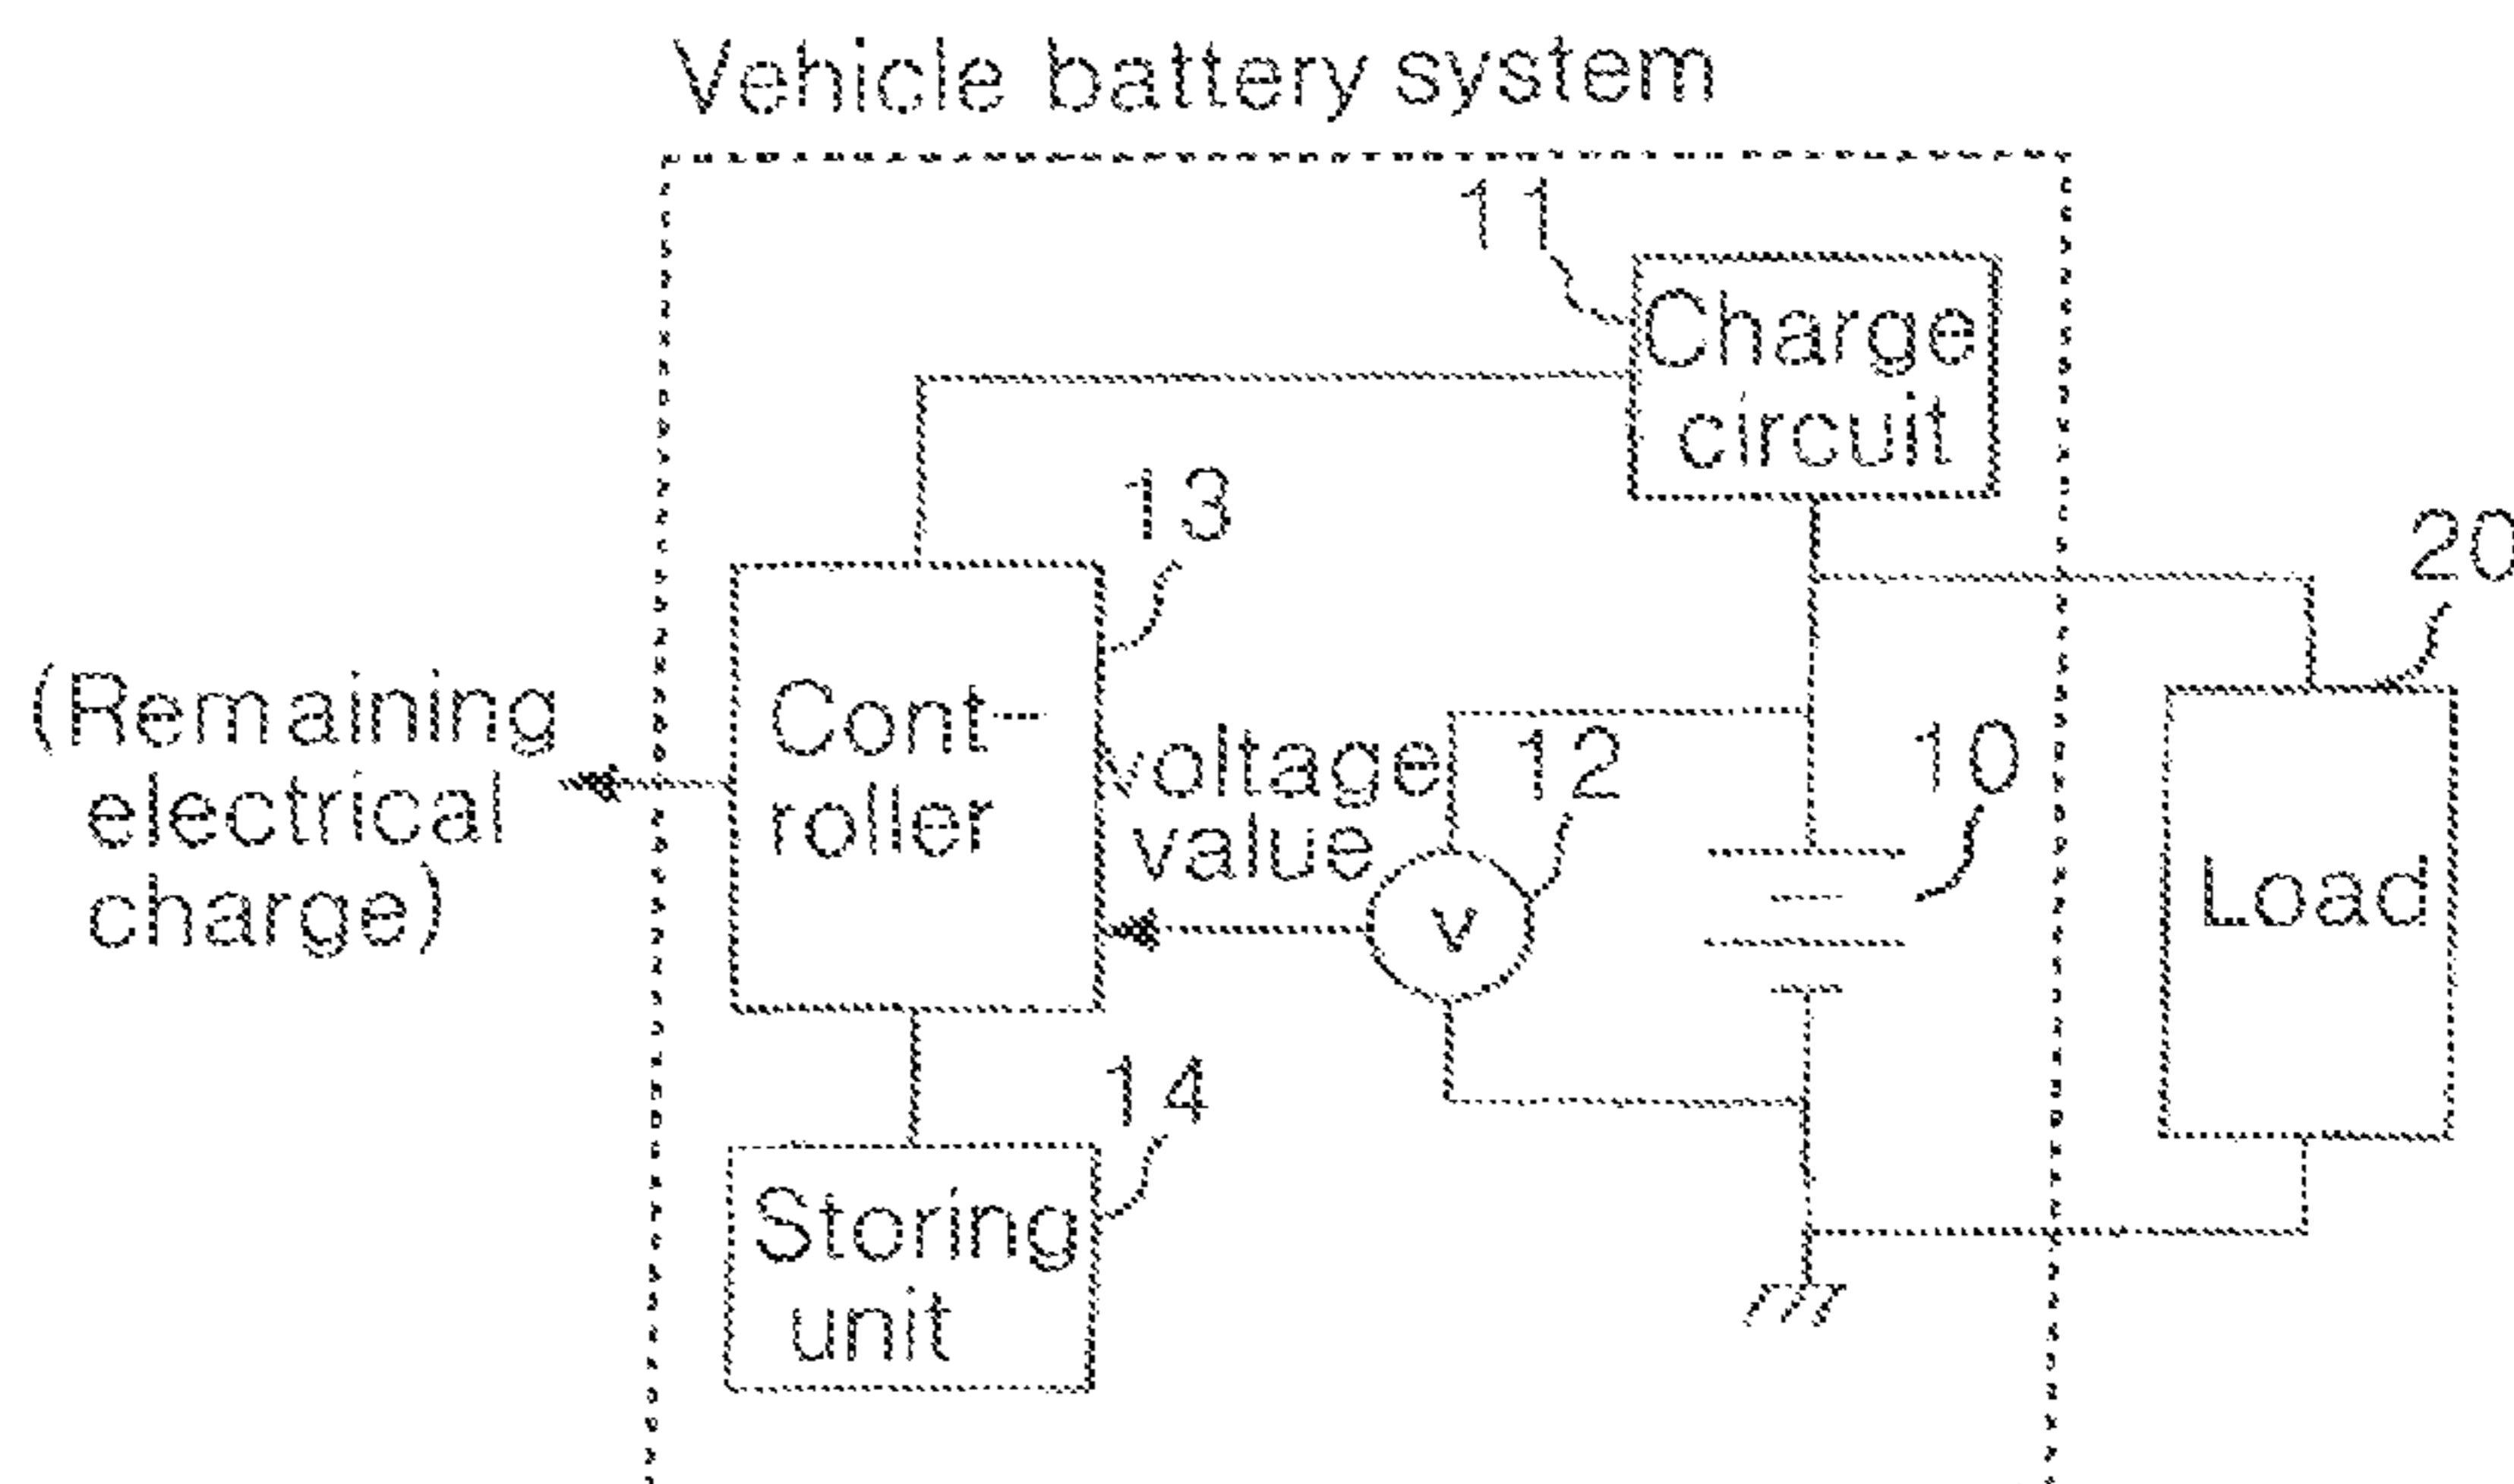 Vehicle battery system
11
Charge
circuit
13
20
(Remaining
electrical
charge)
Cont-
roller
voltage
value
12
10
V
Load
14
Storing
unit